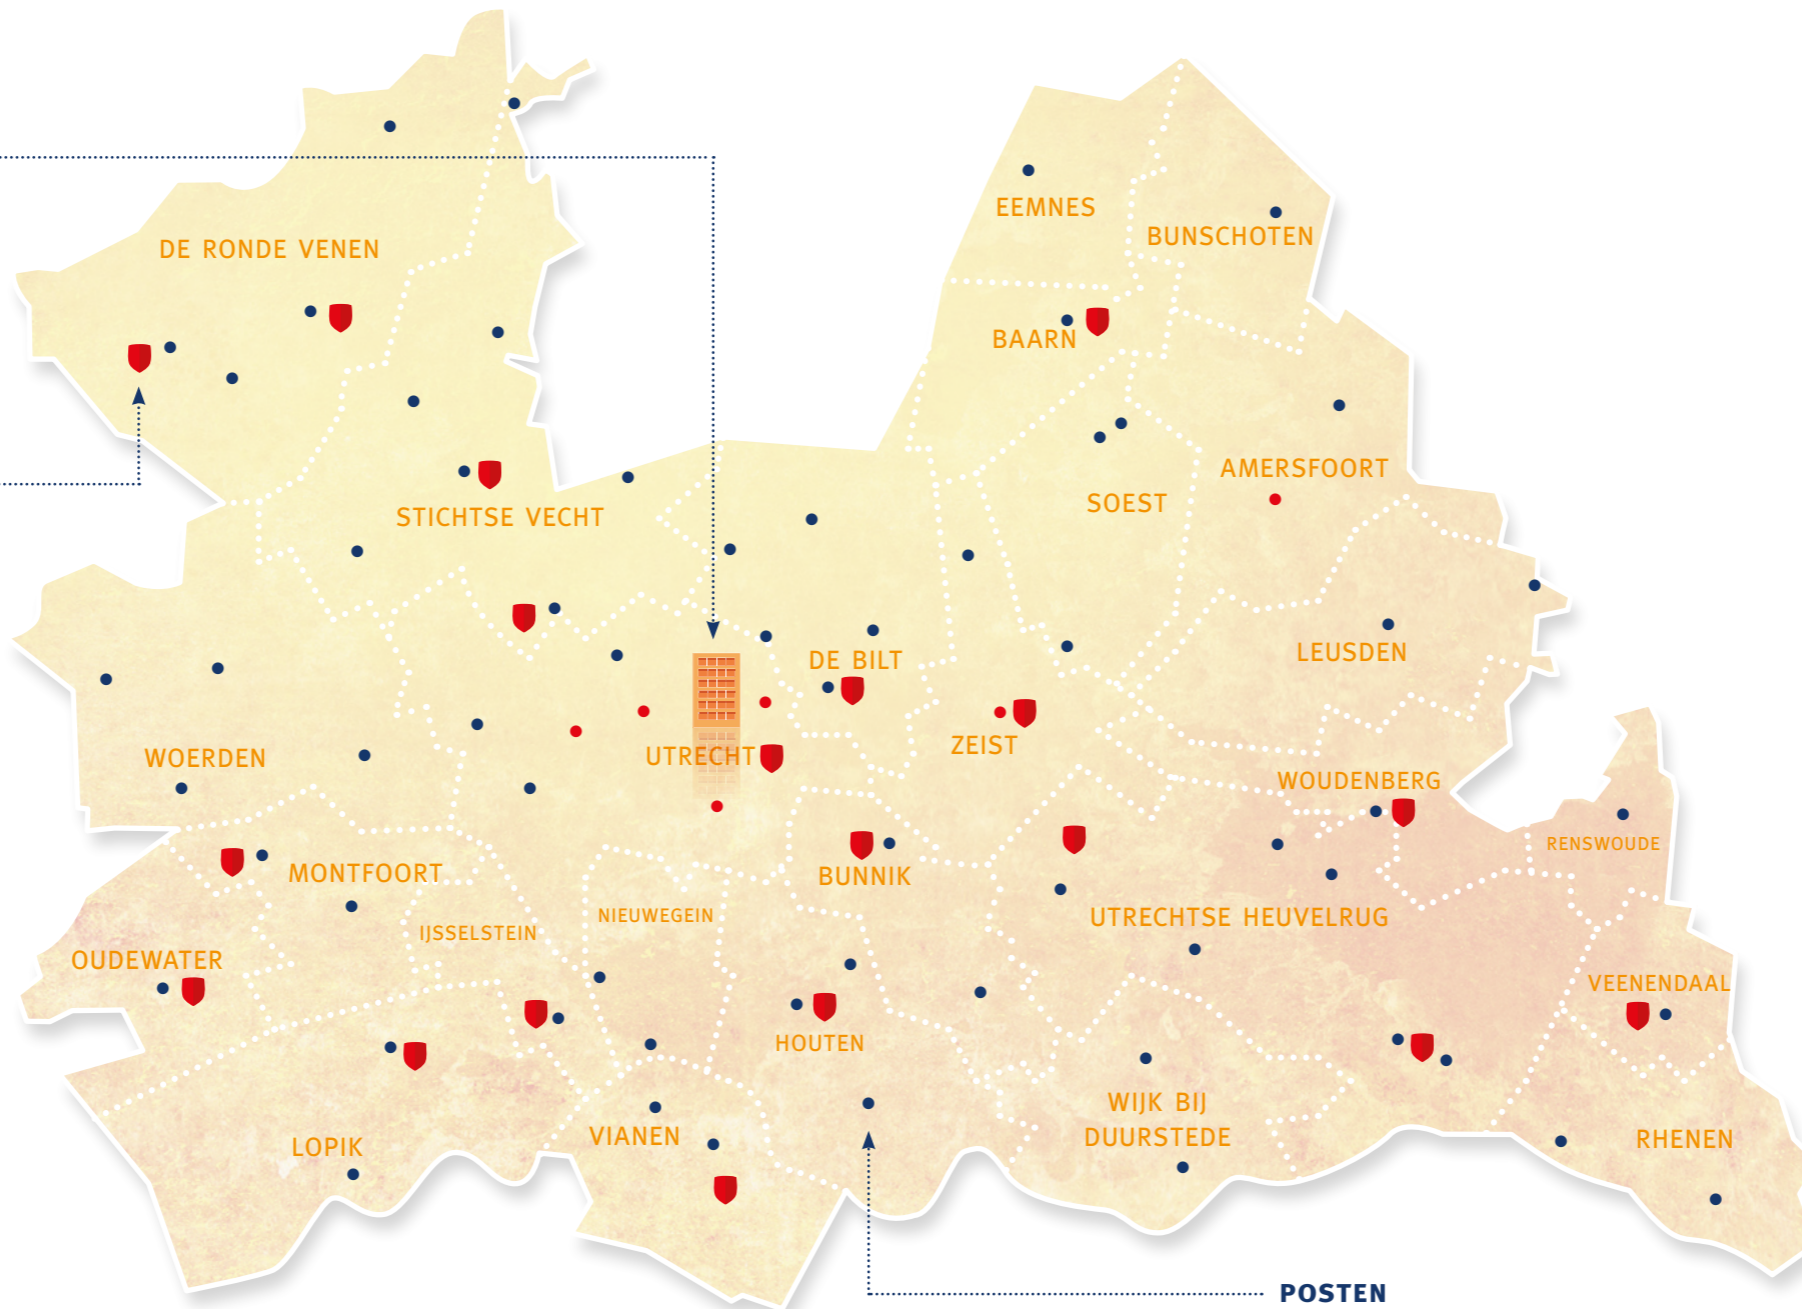 EEMNES
BUNSCHOTEN
DE RONDE VENEN
BAARN
AMERSFOORT
SOEST
STICHTSE VECHT
LEUSDEN
DE BILT
ZEIST
WOERDEN
UTRECHT
WOUDENBERG
RENSWOUDE
MONTFOORT
BUNNIK
NIEUWEGEIN
UTRECHTSE HEUVELRUG
IJSSELSTEIN
OUDEWATER
VEENENDAAL
HOUTEN
WIJK BIJ
DUURSTEDE
VIANEN
RHENEN
LOPIK
POSTEN